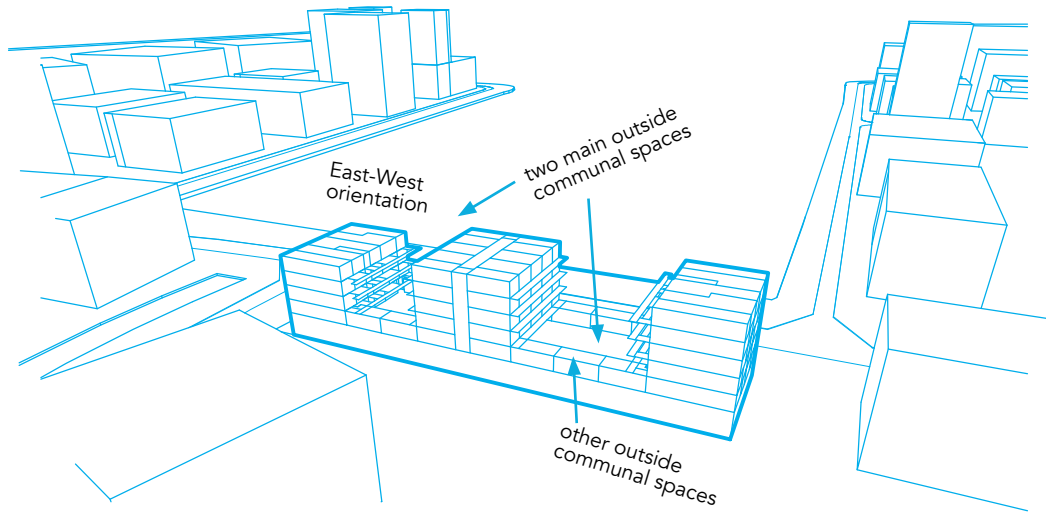 two main outside
communal spaces
East-West
orientation
other outside
communal spaces